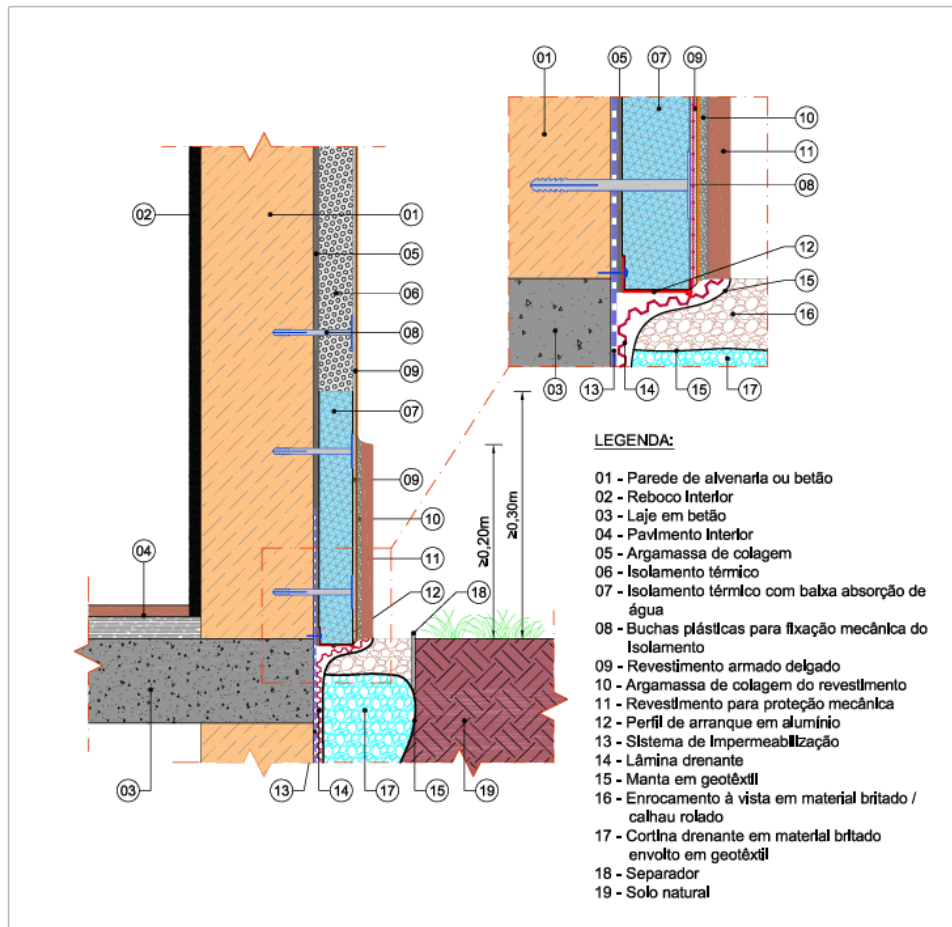 01
05
07
09
10
11
08
12
15
16
03
13
14
15
17
02
01
05
06
08
09
07
09
10
11
04
12
18
≥0,20m
≥0,30m
03
13
14
17
15
19
LEGENDA:
01 - Parede de alvenaria ou betão
02 - Reboco Interior
03 - Laje em betão
04 - Pavimento Interior
05 - Argamassa de colagem
06 - Isolamento térmico
07 - Isolamento térmico com baixa absorção de
água
08 - Buchas plásticas para fixação mecânica do
Isolamento
09 - Revestimento armado delgado
10 - Argamassa de colagem do revestimento
11 - Revestimento para proteção mecânica
12 - Perfil de arranque em alumínio
13 - Sistema de Impermeabilização
14 - Lâmina drenante
15 - Manta em geotêxtil
16 - Enrocamento à vista em material britado /
calhau rolado
17 - Cortina drenante em material britado
envolto em geotêxtil
18 - Separador
19 - Solo natural